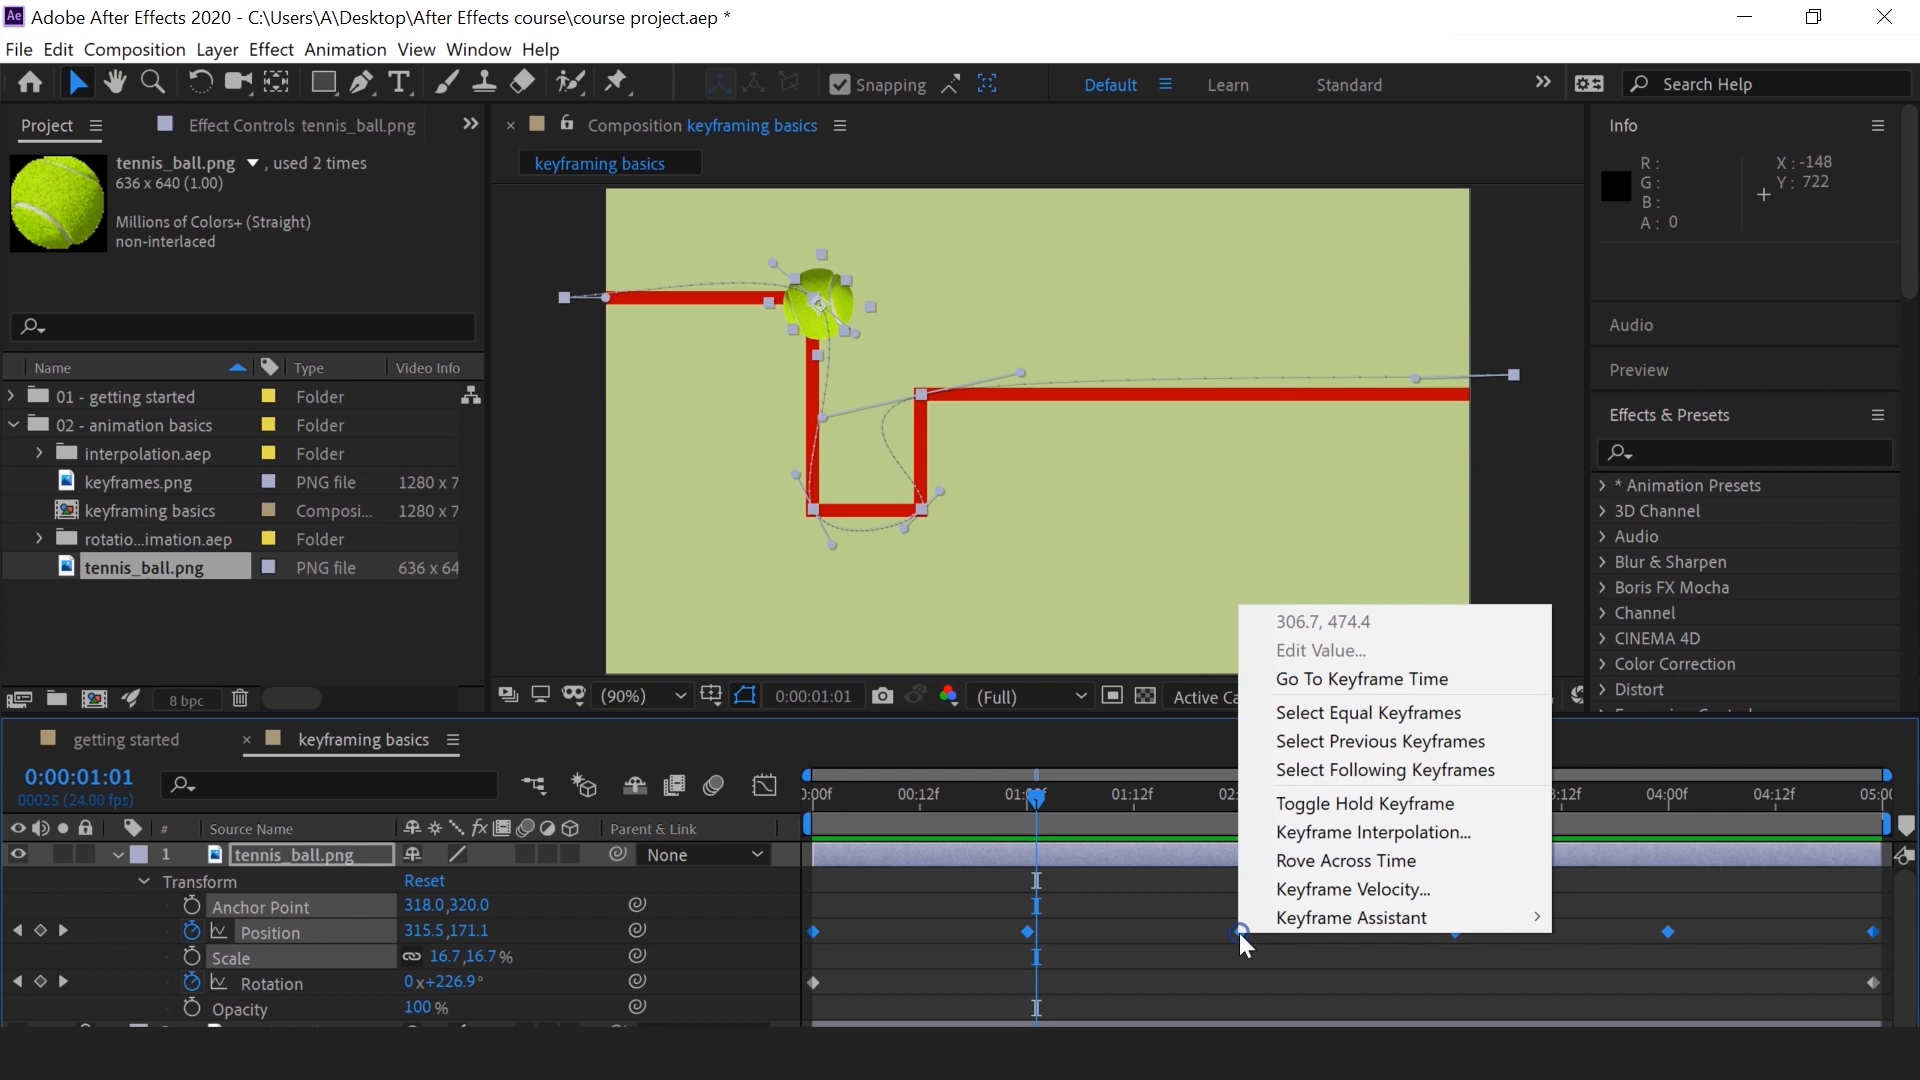 Ae Adobe After Effects 2020 - C:\Users\A\Desktop\After Effects course\course project.aep *
File Edit Composition Layer Effect Animation View Window Help
T Snapping Default Learn Standard Search Help
Project Effect Controls tennis_ball.png
Composition keyframing basics
Info
tennis_ball.png , used 2 times
636 x 640 (1.00)
Millions of Colors+ (Straight)
non-interlaced
keyframing basics
R :
G :
B :
A : 0
X : -148
Y : 722
Audio
Preview
Name Type Video Info
01 - getting started Folder
02 - animation basics Folder
interpolation.aep Folder
keyframes.png PNG file 1280 x 7
keyframing basics Composi... 1280 x 7
rotatio...imation.aep Folder
tennis_ball.png PNG file 636 x 64
Effects & Presets
* Animation Presets
3D Channel
Audio
Blur & Sharpen
Boris FX Mocha
Channel
CINEMA 4D
Color Correction
Distort
8 bpc
(90%) 0:00:01:01 (Full) Active Ca
306.7, 474.4
Edit Value...
Go To Keyframe Time
Select Equal Keyframes
Select Previous Keyframes
Select Following Keyframes
Toggle Hold Keyframe
Keyframe Interpolation...
Rove Across Time
Keyframe Velocity...
Keyframe Assistant
getting started keyframing basics
0:00:01:01
00025 (24.00 fps)
00:12f 01:12f 04:00f 04:12f
# Source Name fx Parent & Link
1 tennis_ball.png None
Transform Reset
Anchor Point 318.0,320.0
Position 315.5,171.1
Scale 16.7,16.7%
Rotation 0x+226.9°
Opacity 100 %